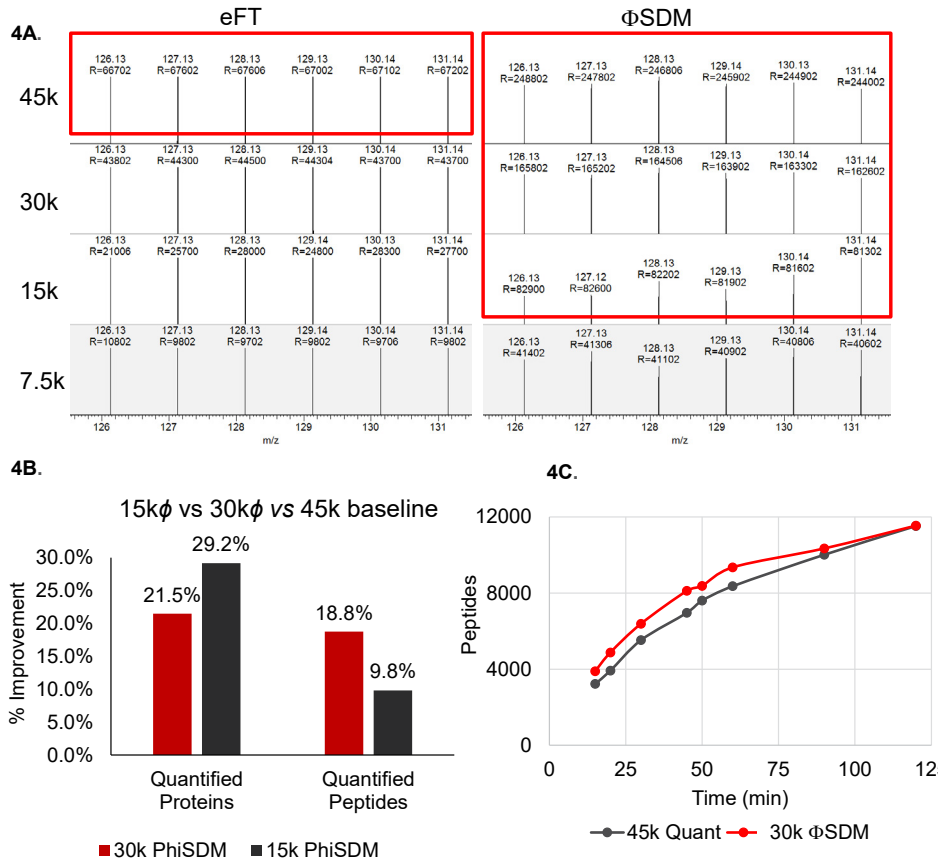 eFT
ΦSDM
4A.
126.13 127.13 128.13 129.13 130.14 131.14
R=66702 R=67602 R=67606 R=67002 R=67102 R=67202
126.13 127.13 128.13 129.14 130.13 131.14
R=248802 R=247802 R=246806 R=245902 R=244902 R=244002
45k
126.13 127.13 128.13 129.13 130.13 131.14
R=43802 R=44300 R=44500 R=44304 R=43700 R=43700
126.13 127.13 128.13 129.13 130.14 131.14
R=165802 R=165202 R=164506 R=163902 R=163302 R=162602
30k
126.13 127.13 128.13 129.14 130.13 131.14
R=21006 R=25700 R=28000 R=24800 R=28300 R=27700
126.13 127.12 128.13 129.13 130.14 131.14
R=82900 R=82600 R=82202 R=81902 R=81602 R=81302
15k
126.13 127.13 128.13 129.14 130.14 131.14
R=10802 R=9802 R=9702 R=9802 R=9706 R=9802
126.13 127.13 128.13 129.13 130.14 131.14
R=41402 R=41306 R=41102 R=40902 R=40806 R=40602
7.5k
126 127 128 129 130 131
m/z
126 127 128 129 130 131
m/z
4B.
15kϕ vs 30kϕ vs 45k baseline
% Improvement
30.0%
25.0%
20.0%
15.0%
10.0%
5.0%
0.0%
21.5%
29.2%
18.8%
9.8%
Quantified
Proteins
Quantified
Peptides
30k PhiSDM 15k PhiSDM
4C.
Peptides
12000
8000
4000
0
0 25 50 75 100 12
Time (min)
45k Quant 30k ΦSDM